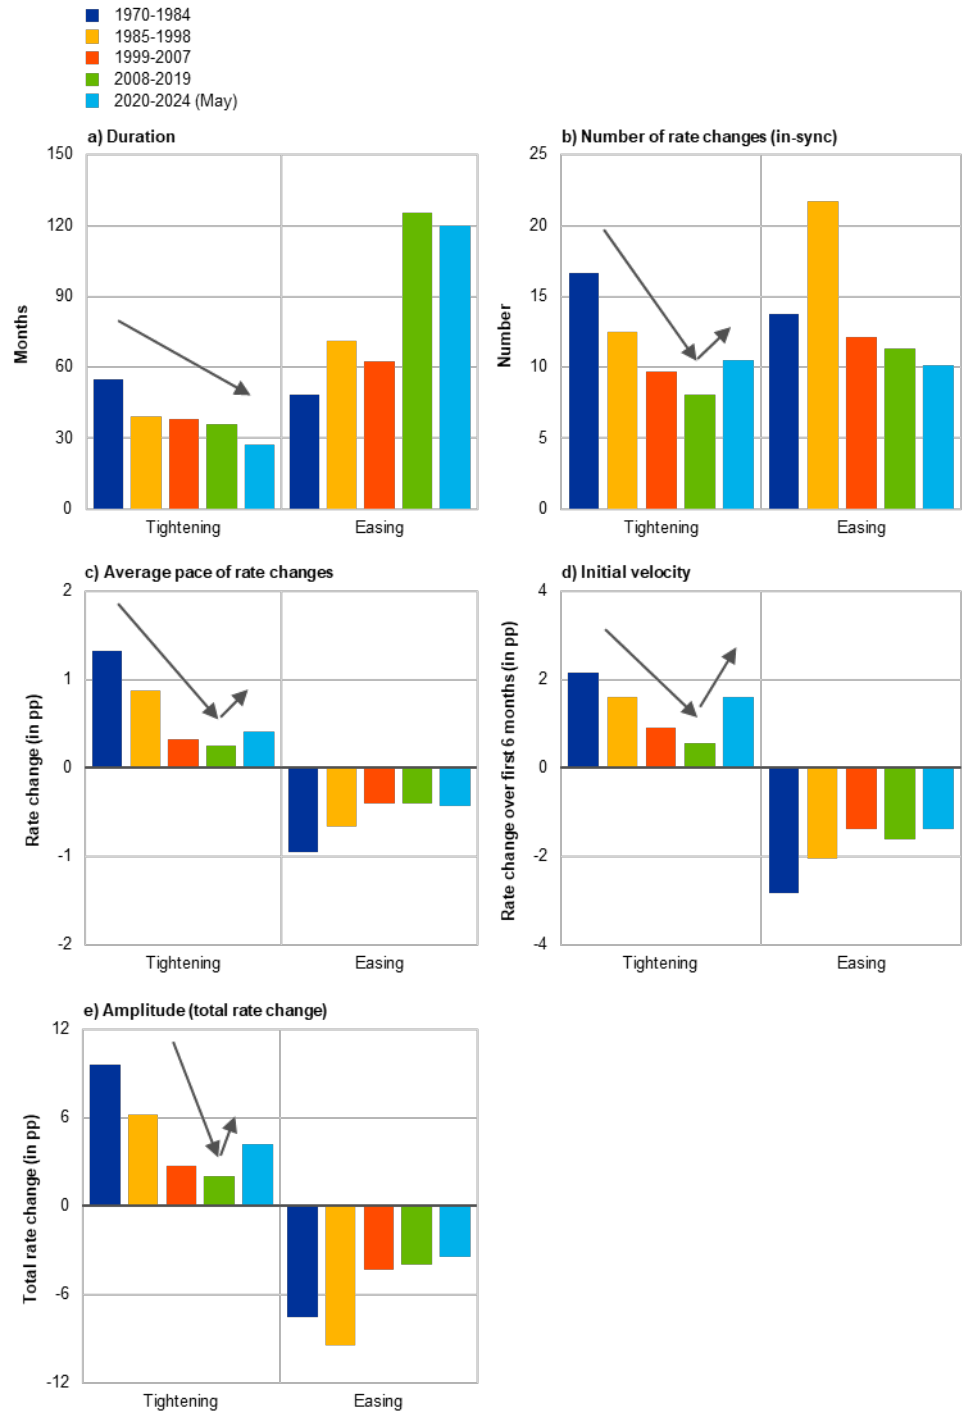 1970-1984
1985-1998
1999-2007
2008-2019
2020-2024 (May)
a) Duration
Months
150
120
90
60
30
0
Tightening Easing
b) Number of rate changes (in-sync)
Number
25
20
15
10
5
0
Tightening Easing
c) Average pace of rate changes
Rate change (in pp)
2
1
0
-1
-2
Tightening Easing
d) Initial velocity
Rate change over first 6 months (in pp)
4
2
0
-2
-4
Tightening Easing
e) Amplitude (total rate change)
Total rate change (in pp)
12
6
0
-6
-12
Tightening Easing